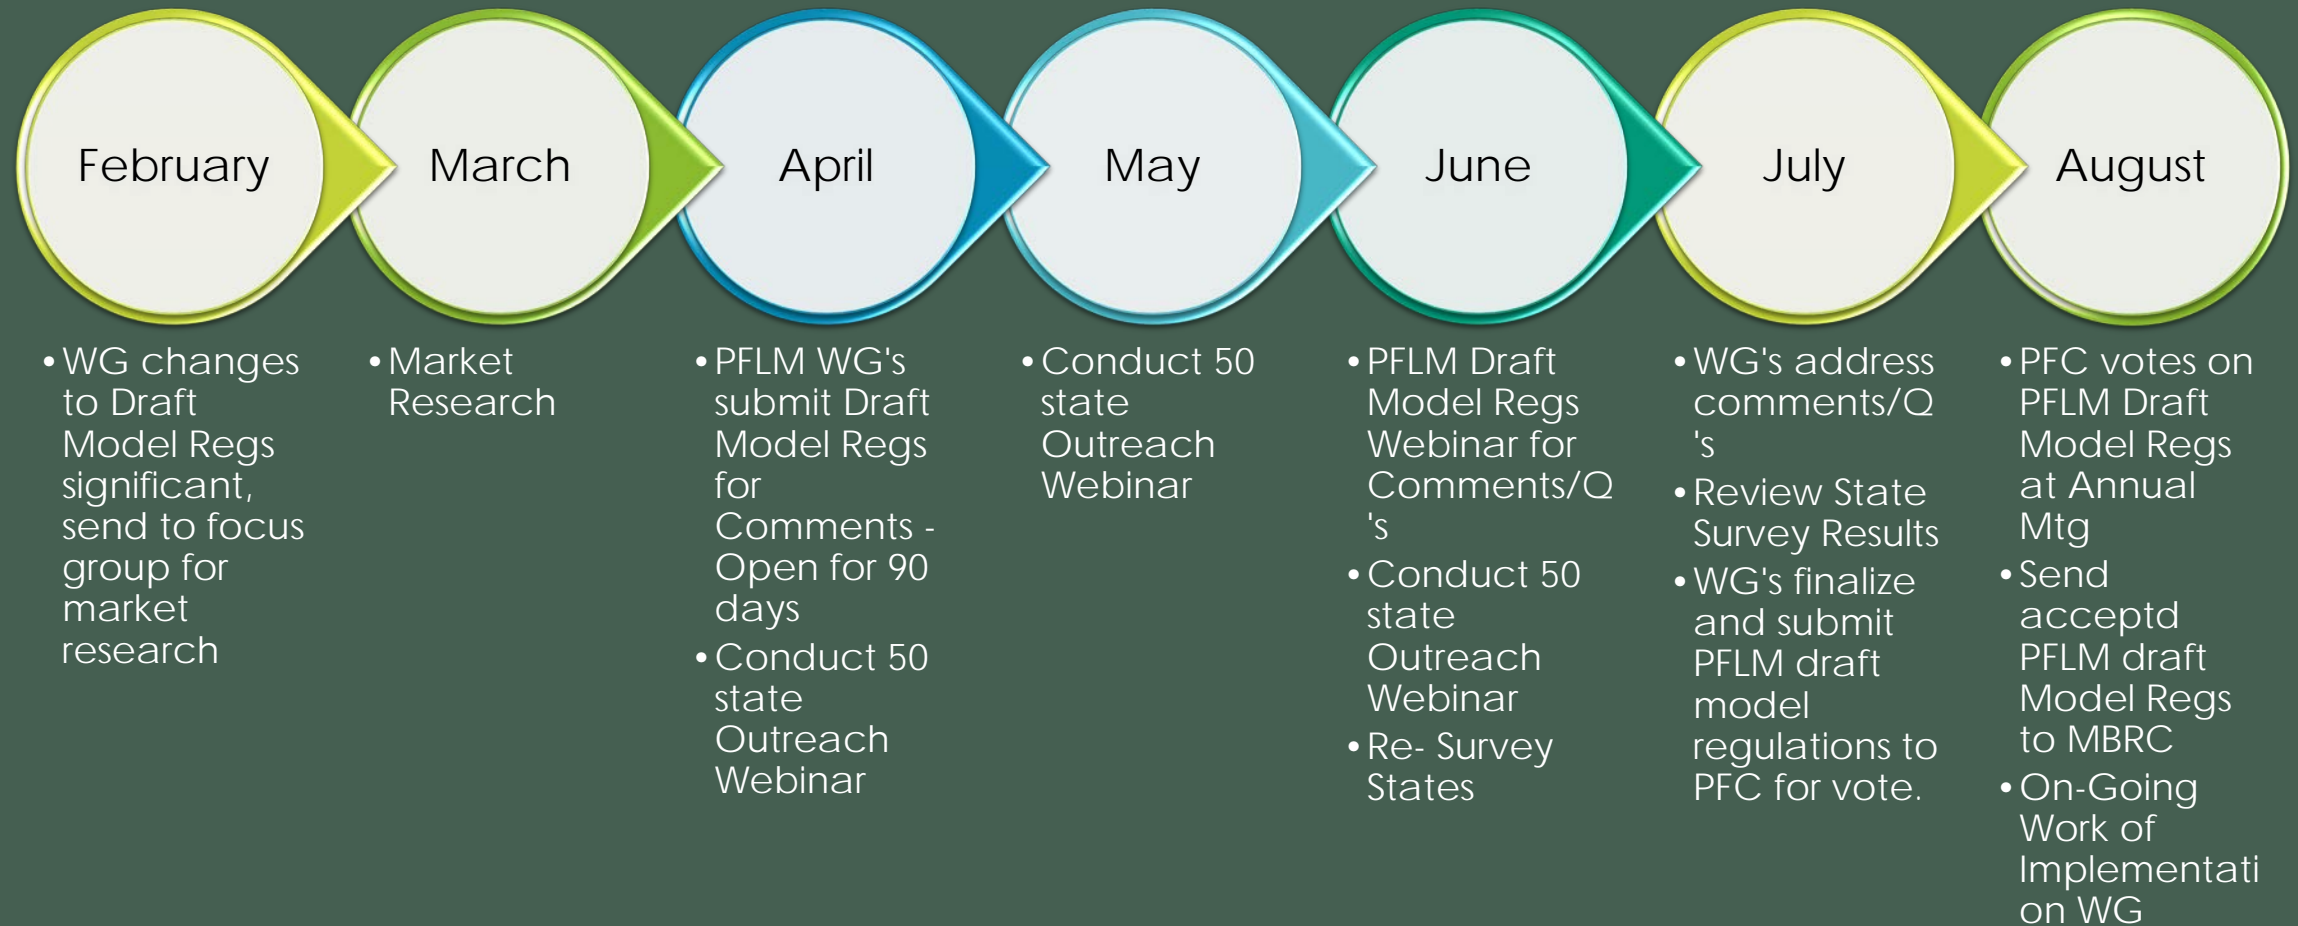 February
March
April
May
June
July
August
• WG changes
to Draft
Model Regs
significant,
send to focus
group for
market
research
• Market
Research
• PFLM WG's
submit Draft
Model Regs
for
Comments -
Open for 90
days
• Conduct 50
state
Outreach
Webinar
• Conduct 50
state
Outreach
Webinar
• PFLM Draft
Model Regs
Webinar for
Comments/Q
's
• Conduct 50
state
Outreach
Webinar
• Re- Survey
States
• WG's address
comments/Q
's
• Review State
Survey Results
• WG's finalize
and submit
PFLM draft
model
regulations to
PFC for vote.
• PFC votes on
PFLM Draft
Model Regs
at Annual
Mtg
• Send
acceptd
PFLM draft
Model Regs
to MBRC
• On-Going
Work of
Implementati
on WG